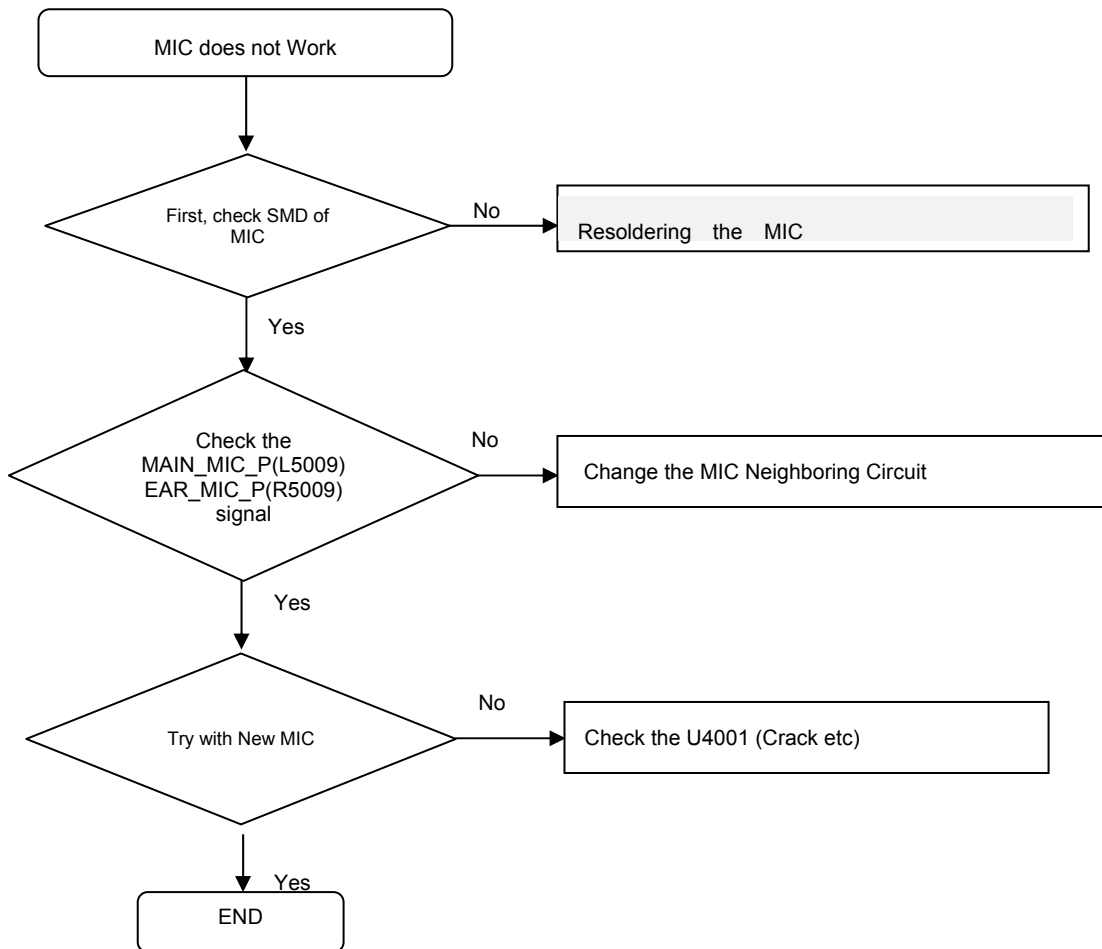 MIC does not Work
First, check SMD of
MIC
No
Resoldering the MIC
Yes
Check the
MAIN_MIC_P(L5009)
EAR_MIC_P(R5009)
signal
No
Change the MIC Neighboring Circuit
Yes
Try with New MIC
No
Check the U4001 (Crack etc)
Yes
END